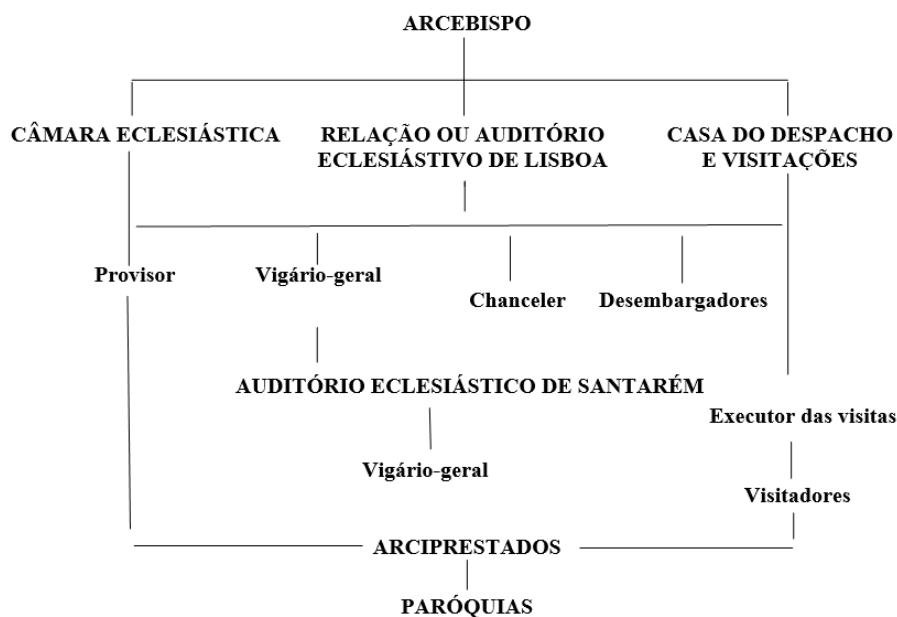 ARCEBISPO
CÂMARA ECLESIÁSTICA
RELAÇÃO OU AUDITÓRIO
ECLESIÁSTIVO DE LISBOA
CASA DO DESPACHO
E VISITAÇÕES
Provisor
Vigário-geral
Chanceler
Desembargadores
AUDITÓRIO ECLESIÁSTICO DE SANTARÉM
Executor das visitas
Vigário-geral
Visitadores
ARCIPRESTADOS
PARÓQUIAS